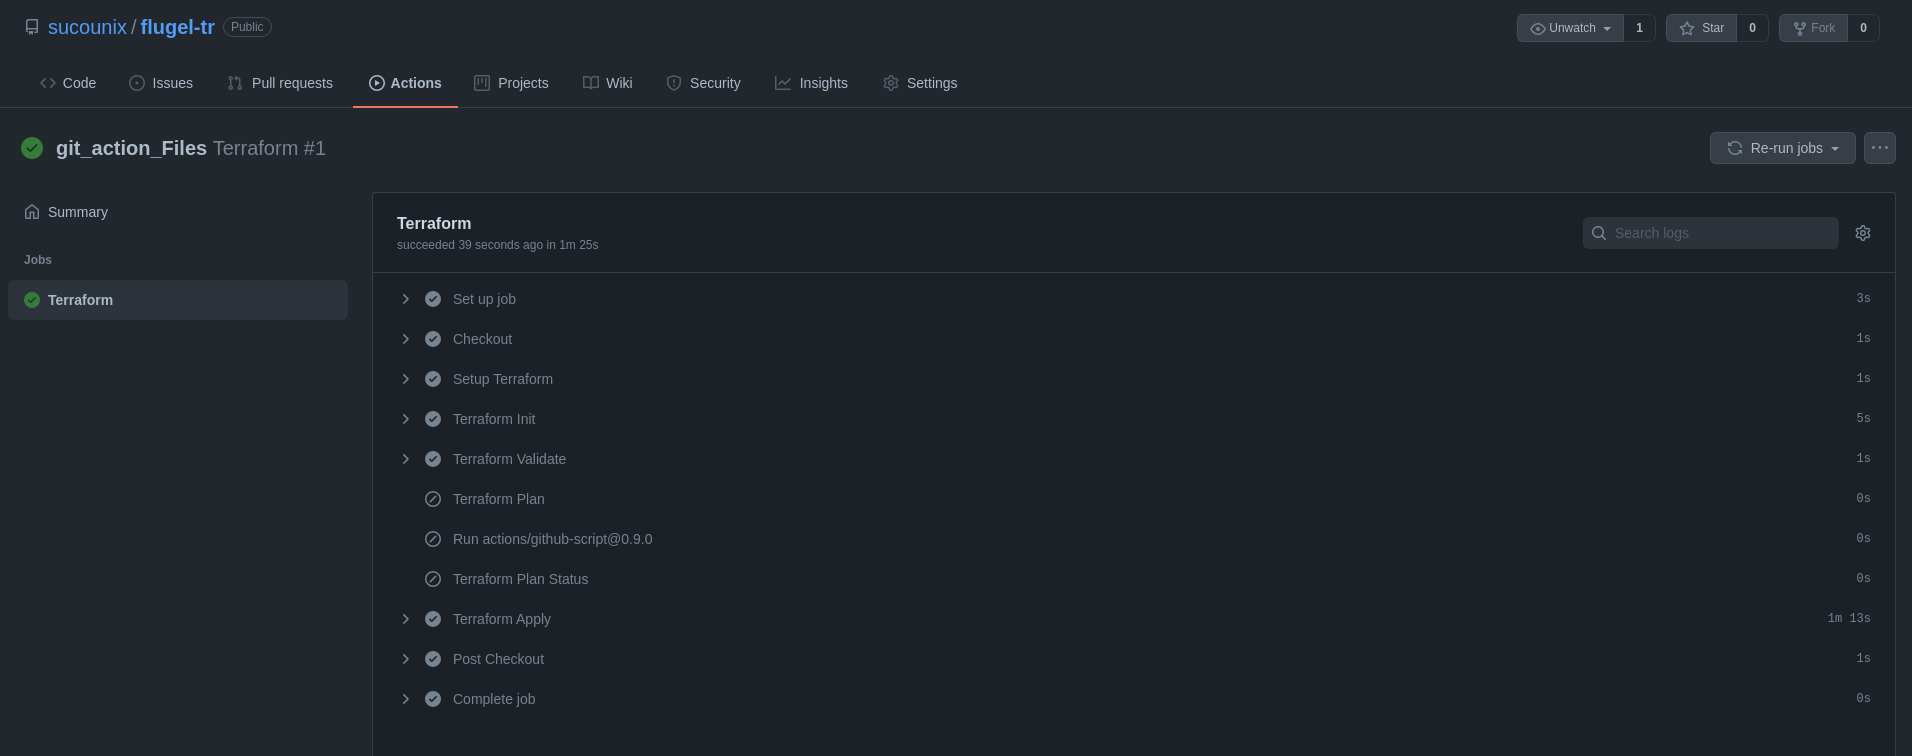 sucounix / flugel-tr Public
Unwatch 1 Star 0 Fork 0
Code Issues Pull requests Actions Projects Wiki Security Insights Settings
git_action_Files Terraform #1
Re-run jobs
Summary
Jobs
Terraform
Terraform
succeeded 39 seconds ago in 1m 25s
Search logs
Set up job 3s
Checkout 1s
Setup Terraform 1s
Terraform Init 5s
Terraform Validate 1s
Terraform Plan 0s
Run actions/github-script@0.9.0 0s
Terraform Plan Status 0s
Terraform Apply 1m 13s
Post Checkout 1s
Complete job 0s